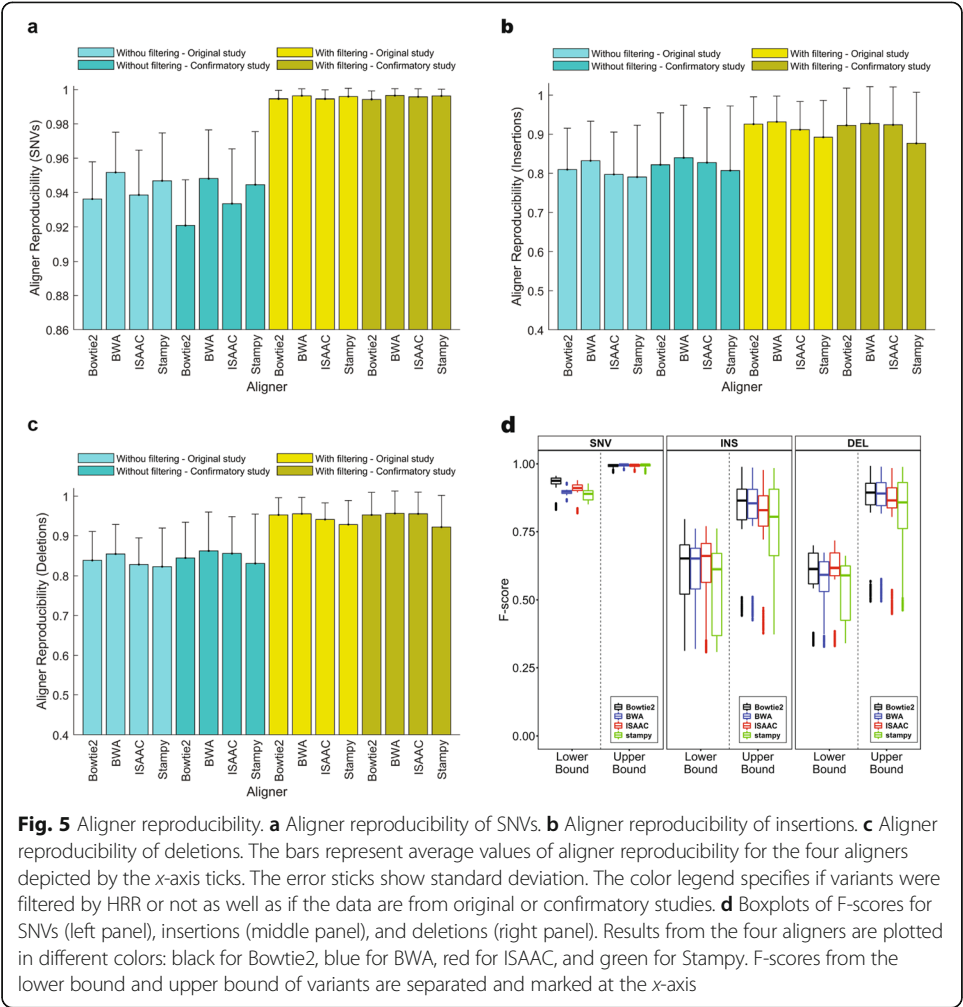 a
Withou filtering - Original study
With filtering - Original study
Without filtering - Confirmatory study
With filtering - Confirmatory study
Aligner Reproducibility (SNVs)
1
0.98
0.96
0.94
0.92
0.9
0.88
0.86
Bowtie2 BWA ISAAC Stampy Bowtie2 BWA ISAAC Stampy Bowtie2 BWA ISAAC Stampy Bowtie2 BWA ISAAC Stampy
Aligner
b
Withou filtering - Original study
With filtering - Original study
Without filtering - Confirmatory study
With filtering - Confirmatory study
Aligner Reproducibility (Insertions)
1
0.9
0.8
0.7
0.6
0.5
0.4
Bowtie2 BWA ISAAC Stampy Bowtie2 BWA ISAAC Stampy Bowtie2 BWA ISAAC Stampy Bowtie2 BWA ISAAC Stampy
Aligner
c
Withou filtering - Original study
With filtering - Original study
Without filtering - Confirmatory study
With filtering - Confirmatory study
Aligner Reproducibility (Deletions)
1
0.9
0.8
0.7
0.6
0.5
0.4
Bowtie2 BWA ISAAC Stampy Bowtie2 BWA ISAAC Stampy Bowtie2 BWA ISAAC Stampy Bowtie2 BWA ISAAC Stampy
Aligner
d
SNV INS DEL
F-score
1.00
0.75
0.50
0.25
0.00
Bowtie2
BWA
ISAAC
stampy
Bowtie2
BWA
ISAAC
stampy
Bowtie2
BWA
ISAAC
stampy
Lower Upper Lower Upper Lower Upper
Bound Bound Bound Bound Bound Bound
Fig. 5 Aligner reproducibility. a Aligner reproducibility of SNVs. b Aligner reproducibility of insertions. c Aligner
reproducibility of deletions. The bars represent average values of aligner reproducibility for the four aligners
depicted by the x-axis ticks. The error sticks show standard deviation. The color legend specifies if variants were
filtered by HRR or not as well as if the data are from original or confirmatory studies. d Boxplots of F-scores for
SNVs (left panel), insertions (middle panel), and deletions (right panel). Results from the four aligners are plotted
in different colors: black for Bowtie2, blue for BWA, red for ISAAC, and green for Stampy. F-scores from the
lower bound and upper bound of variants are separated and marked at the x-axis